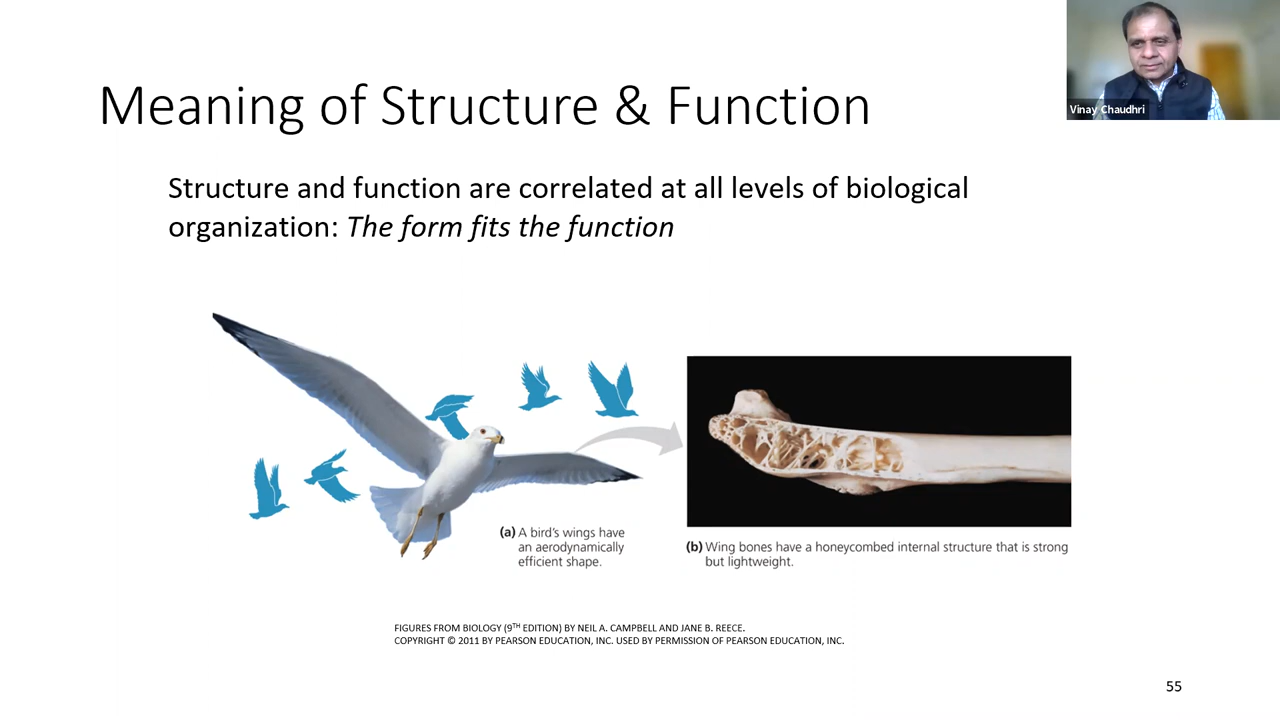 Vinay Chaudhri
Meaning of Structure & Function
Structure and function are correlated at all levels of biological
organization: The form fits the function
(a) A bird's wings have
an aerodynamically
efficient shape.
(b) Wing bones have a honeycombed internal structure that is strong
but lightweight.
FIGURES FROM BIOLOGY (9TH EDITION) BY NEIL A. CAMPBELL AND JANE B. REECE.
COPYRIGHT © 2011 BY PEARSON EDUCATION, INC. USED BY PERMISSION OF PEARSON EDUCATION, INC.
55